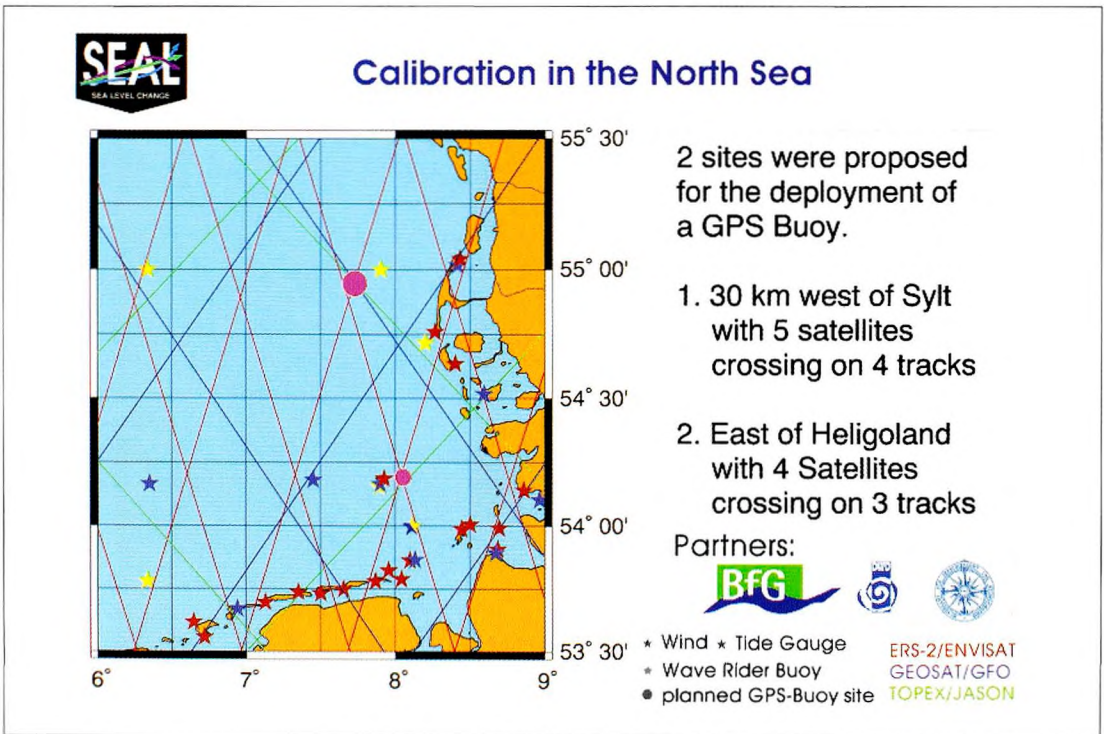 SEAL
SEA LEVEL CHANGE
Calibration in the North Sea
55° 30'
55° 00'
54° 30'
54° 00'
53° 30'
6°
7°
8°
9°
2 sites were proposed
for the deployment of
a GPS Buoy.
1. 30 km west of Sylt
with 5 satellites
crossing on 4 tracks
2. East of Heligoland
with 4 Satellites
crossing on 3 tracks
Partners:
BfG
★ Wind ★ Tide Gauge
★ Wave Rider Buoy
● planned GPS-Buoy site
ERS-2/ENVISAT
GEOSAT/GFO
TOPEX/JASON